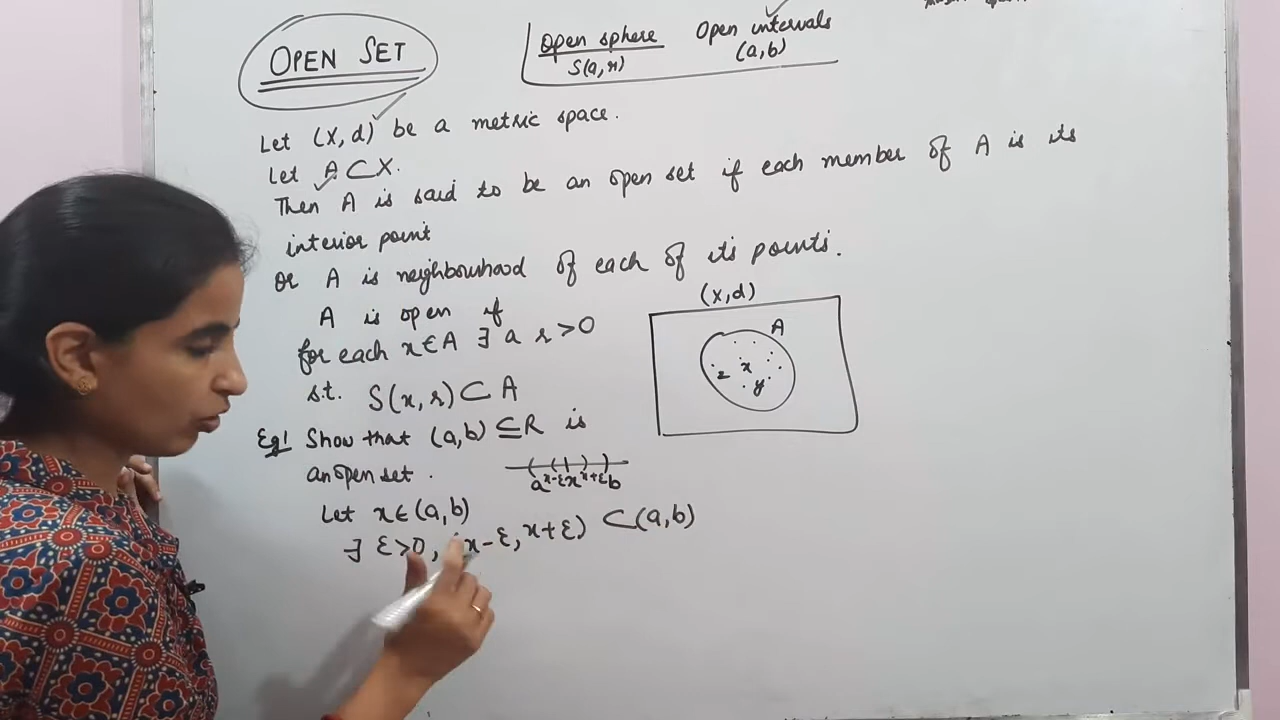 OPEN SET
Open sphere Open intervals
S(a,r) (a,b)
Let (X,d) be a metric space.
Let A⊂X.
Then A is said to be an open set if each member of A is its
interior point
or A is neighbourhood of each of its points.
A is open if
for each x∈A ∃ a r>0
s.t. S(x,r)⊂A
(X,d)
A
x
z
y
Eg! Show that (a,b)⊆R is
an open set.
a x-ε x x+ε b
Let x∈(a,b)
∃ ε>0, (x-ε, x+ε) ⊂(a,b)